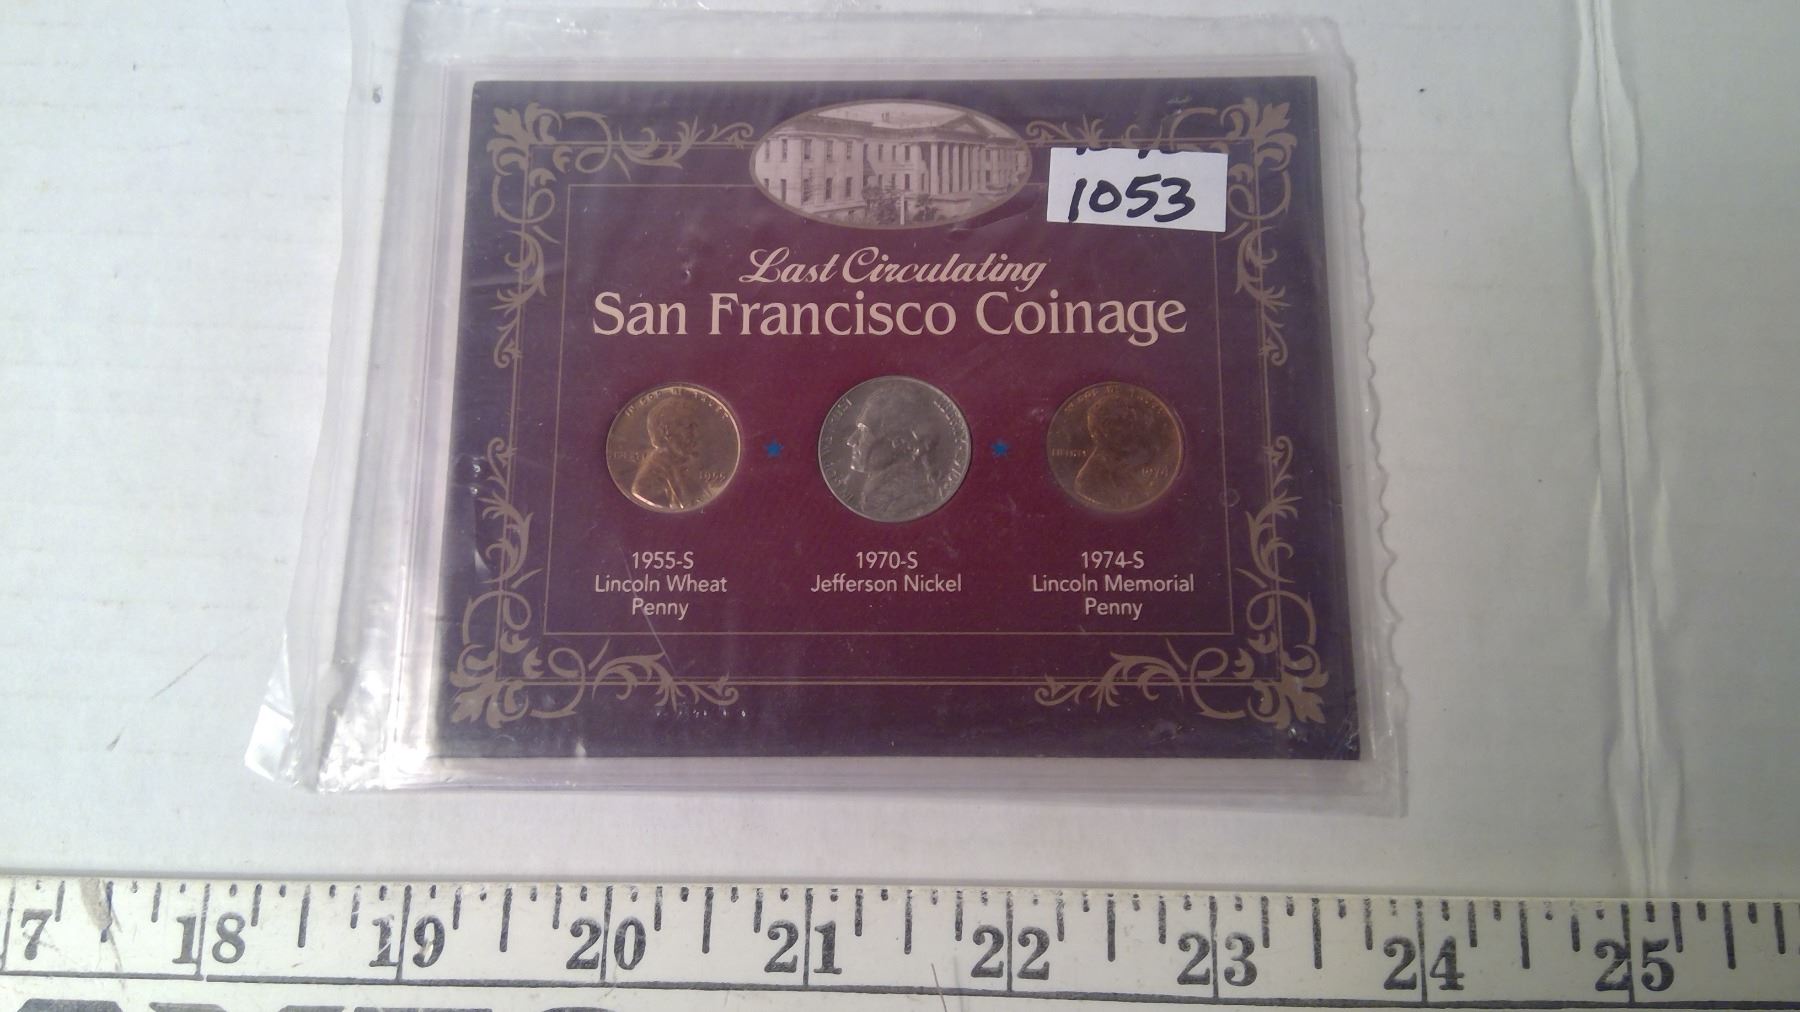 1053
Last Circulating
San Francisco Coinage
1955-S
Lincoln Wheat
Penny
1970-S
Jefferson Nickel
1974-S
Lincoln Memorial
Penny
7 18 19 20 21 22 23 24 25